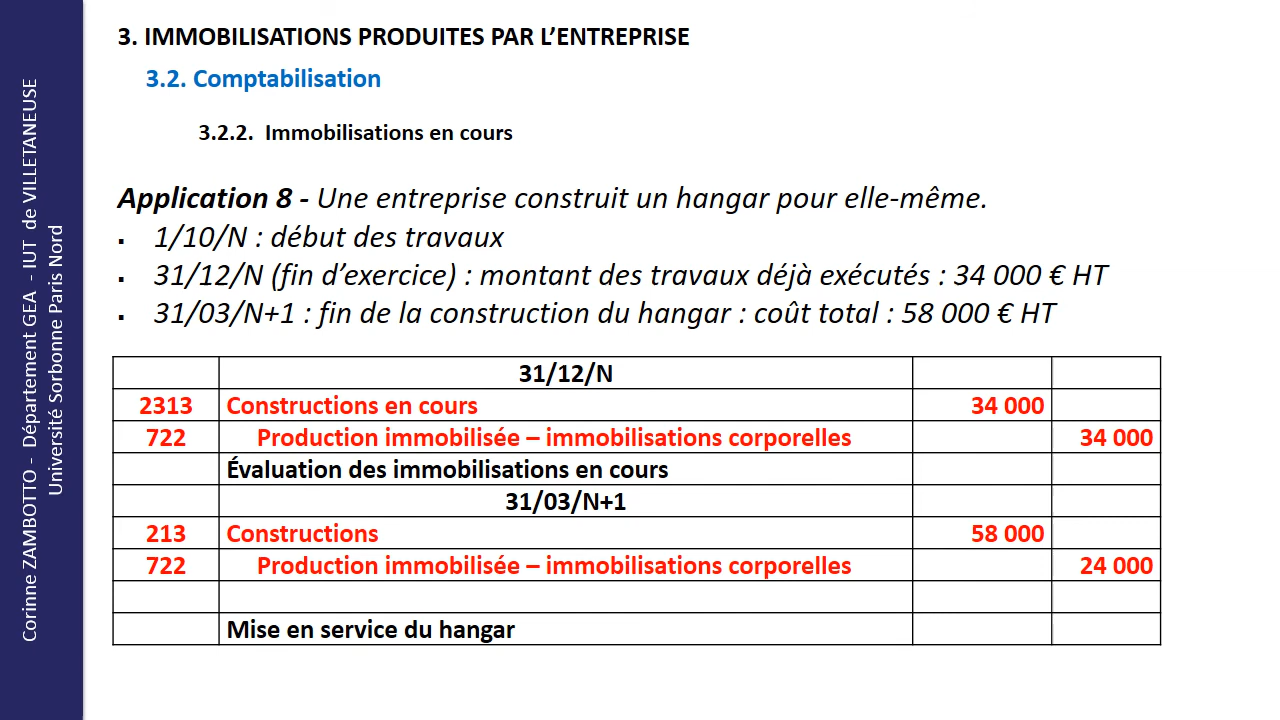 3. IMMOBILISATIONS PRODUITES PAR L’ENTREPRISE
3.2. Comptabilisation
3.2.2. Immobilisations en cours
Application 8 - Une entreprise construit un hangar pour elle-même.
▪ 1/10/N : début des travaux
▪ 31/12/N (fin d’exercice) : montant des travaux déjà exécutés : 34 000 € HT
▪ 31/03/N+1 : fin de la construction du hangar : coût total : 58 000 € HT
31/12/N
2313 Constructions en cours 34 000
722 Production immobilisée – immobilisations corporelles 34 000
Évaluation des immobilisations en cours
31/03/N+1
213 Constructions 58 000
722 Production immobilisée – immobilisations corporelles 24 000
Mise en service du hangar
Corinne ZAMBOTTO - Département GEA - IUT de VILLETANEUSE
Université Sorbonne Paris Nord